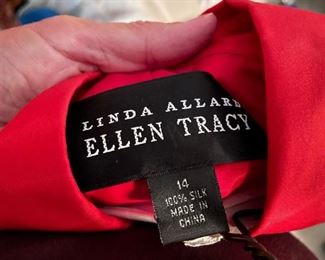 LINDA ALLARD
ELLEN TRACY
14
100% SILK
MADE IN
CHINA